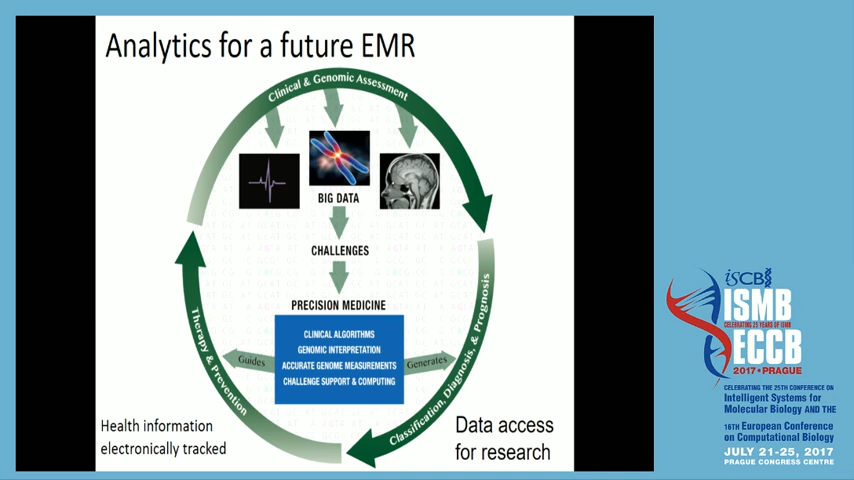 Analytics for a future EMR
Clinical & Genomic Assessment
BIG DATA
CHALLENGES
PRECISION MEDICINE
CLINICAL ALGORITHMS
GENOMIC INTERPRETATION
ACCURATE GENOME MEASUREMENTS
CHALLENGE SUPPORT & COMPUTING
Guides
Generates
Therapy & Prevention
Classification, Diagnosis, & Prognosis
Health information
electronically tracked
Data access
for research
ISCB
ISMB
CELEBRATING 25 YEARS OF ISMB
ECCB
2017 • PRAGUE
CELEBRATING THE 25TH CONFERENCE ON
Intelligent Systems for
Molecular Biology AND THE
16TH European Conference
on Computational Biology
JULY 21-25, 2017
PRAGUE CONGRESS CENTRE